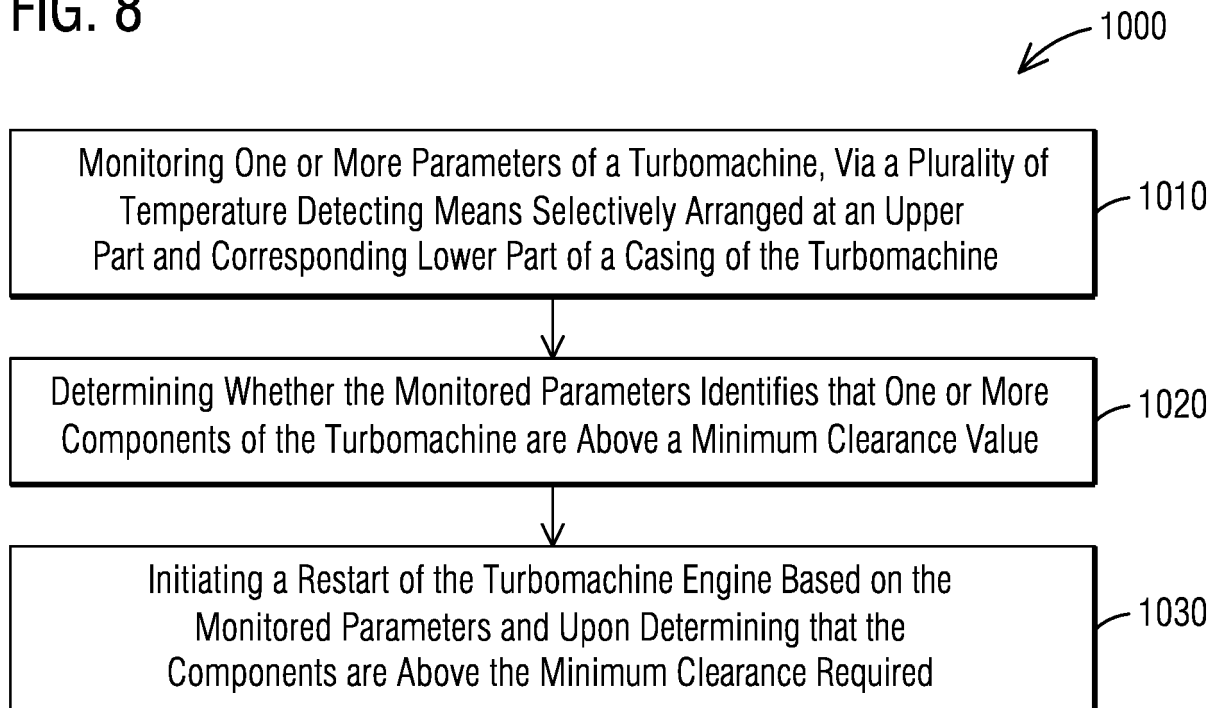 FIG. 8
1000
Monitoring One or More Parameters of a Turbomachine, Via a Plurality of
Temperature Detecting Means Selectively Arranged at an Upper
Part and Corresponding Lower Part of a Casing of the Turbomachine
1010
Determining Whether the Monitored Parameters Identifies that One or More
Components of the Turbomachine are Above a Minimum Clearance Value
1020
Initiating a Restart of the Turbomachine Engine Based on the
Monitored Parameters and Upon Determining that the
Components are Above the Minimum Clearance Required
1030